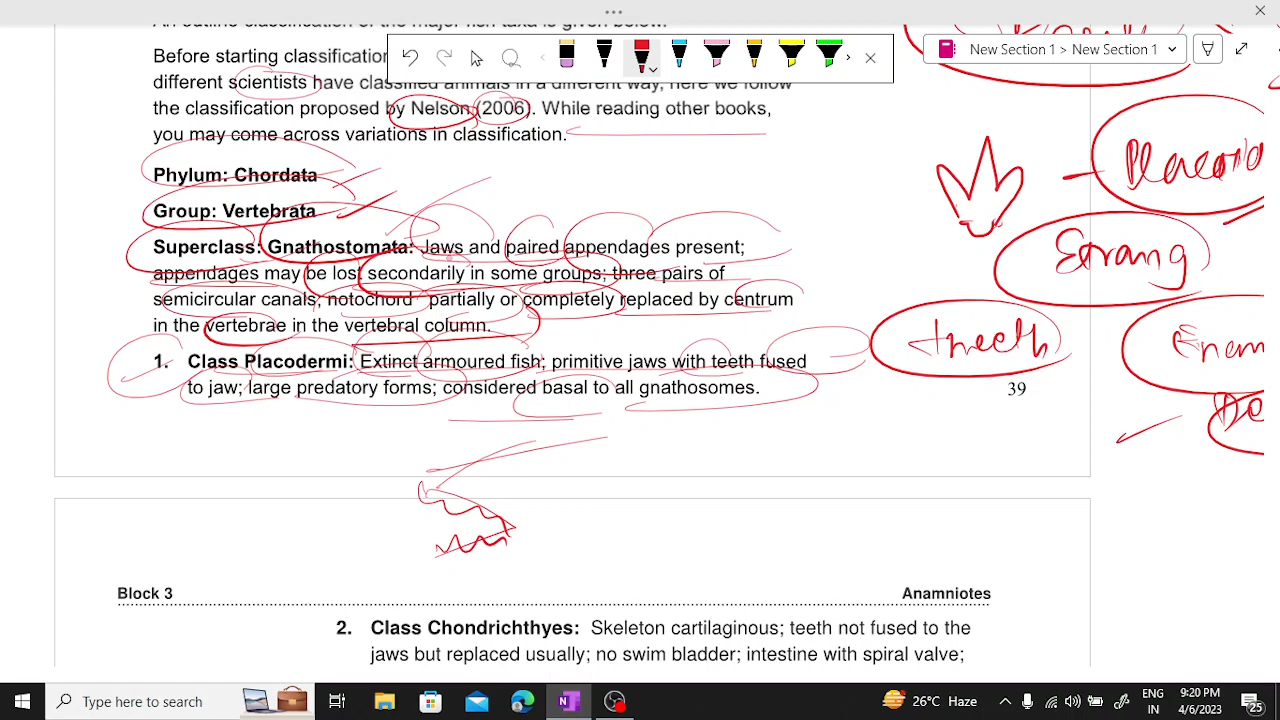 An outline classification of the major fish taxa is given below.
New Section 1 > New Section 1
Before starting classification
different scientists have classified animals in a different way, here we follow
the classification proposed by Nelson (2006). While reading other books,
you may come across variations in classification.
Phylum: Chordata
Group: Vertebrata
Superclass: Gnathostomata: Jaws and paired appendages present;
appendages may be lost secondarily in some groups; three pairs of
semicircular canals; notochord partially or completely replaced by centrum
in the vertebrae in the vertebral column.
Strong
1. Class Placodermi: Extinct armoured fish; primitive jaws with teeth fused
to jaw; large predatory forms; considered basal to all gnathosomes.
39
Block 3
Anamniotes
2. Class Chondrichthyes: Skeleton cartilaginous; teeth not fused to the
jaws but replaced usually; no swim bladder; intestine with spiral valve;
Type here to search
26°C Haze
ENG
IN
9:20 PM
4/6/2023
25